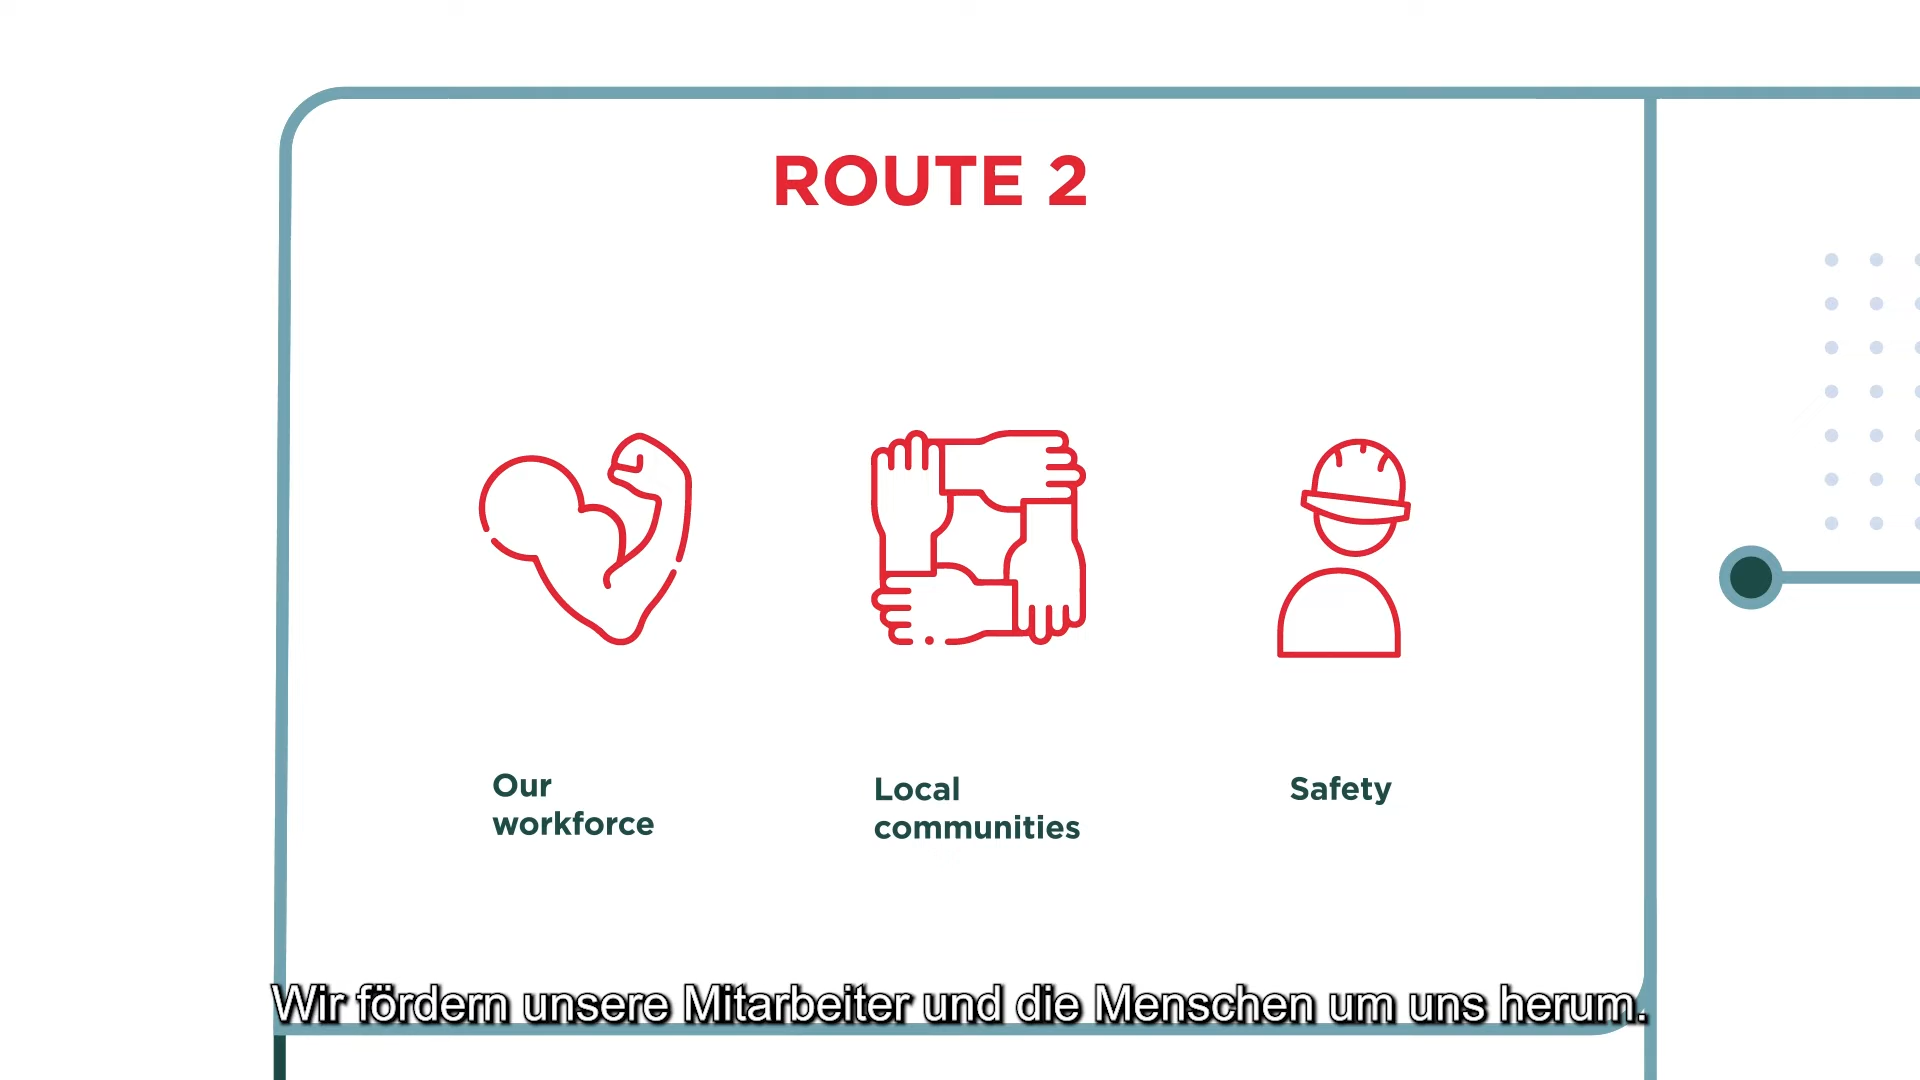 ROUTE 2
Our
workforce
Local
communities
Safety
Wir fördern unsere Mitarbeiter und die Menschen um uns herum.